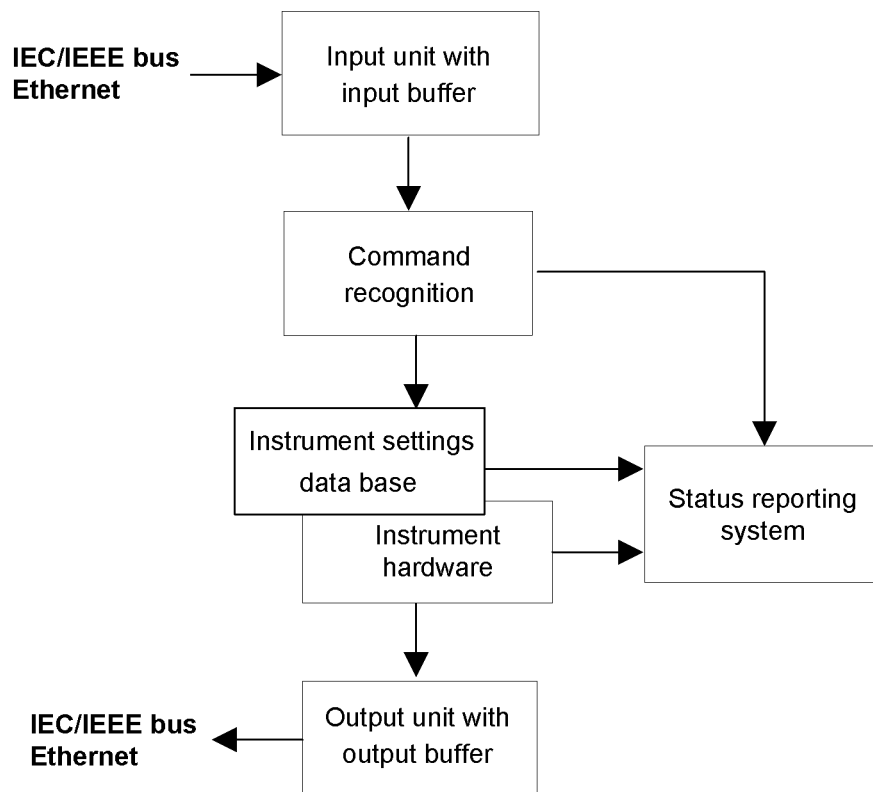 IEC/IEEE bus
Ethernet
Input unit with
input buffer
Command
recognition
Instrument settings
data base
Instrument
hardware
Status reporting
system
Output unit with
output buffer
IEC/IEEE bus
Ethernet